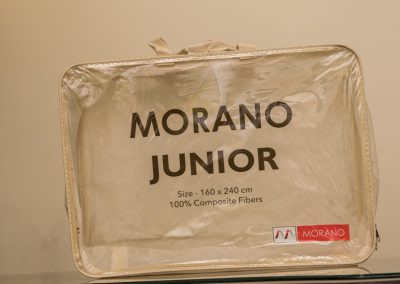 MORANO
JUNIOR
Size - 160 x 240 cm
100% Composite Fibers
MORANO